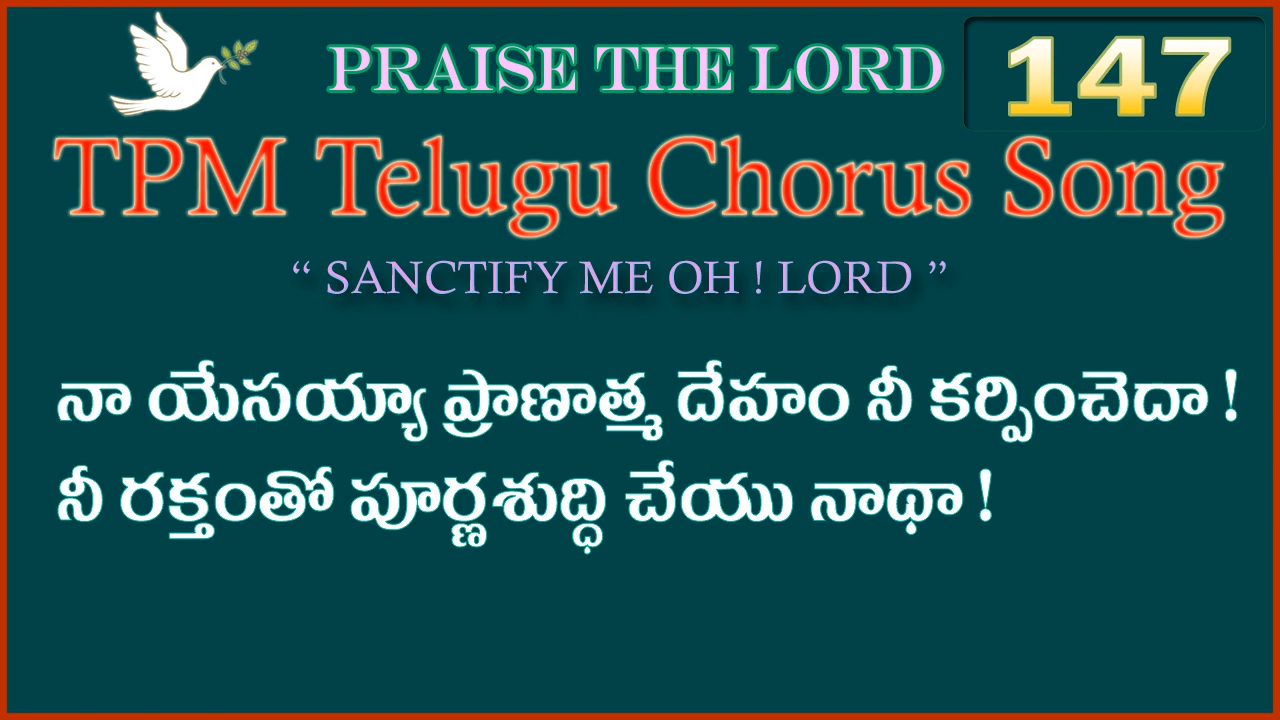 PRAISE THE LORD 147
TPM Telugu Chorus Song
“ SANCTIFY ME OH ! LORD ”
నా యేసయ్యా ప్రాణాత్మ దేహం నీ కర్పించెదా !
నీ రక్తంతో పూర్ణశుద్ధి చేయు నాథా !